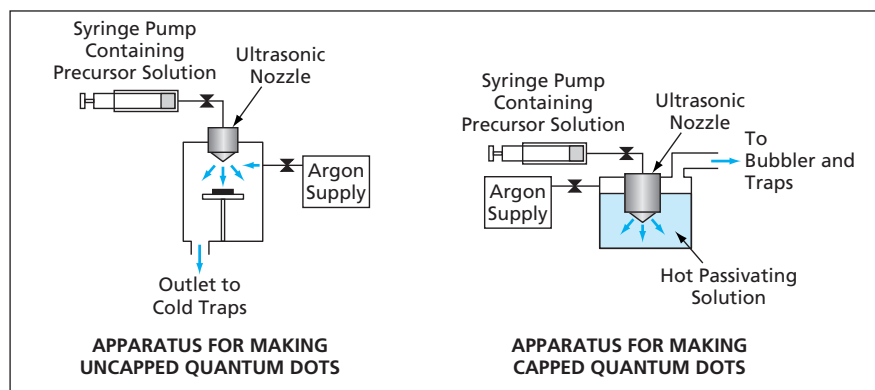 Syringe Pump
Containing
Precursor Solution
Ultrasonic
Nozzle
Argon
Supply
Outlet to
Cold Traps
APPARATUS FOR MAKING
UNCAPPED QUANTUM DOTS
Syringe Pump
Containing
Precursor Solution
Ultrasonic
Nozzle
To
Bubbler and
Traps
Argon
Supply
Hot Passivating
Solution
APPARATUS FOR MAKING
CAPPED QUANTUM DOTS